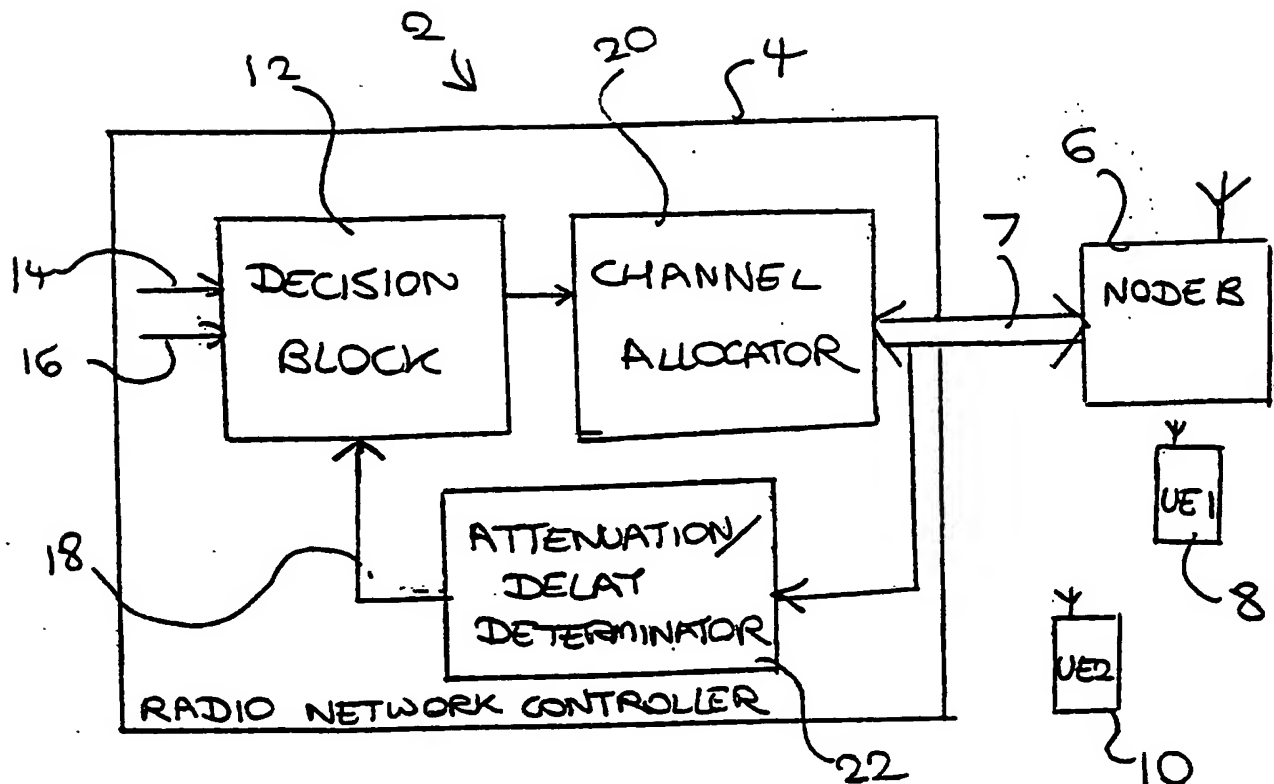 2
12
20
4
6
7
14
16
DECISION
BLOCK
CHANNEL
ALLOCATOR
NODE B
18
ATTENUATION/
DELAY
DETERMINATOR
UE1
8
UE2
10
RADIO NETWORK CONTROLLER
22